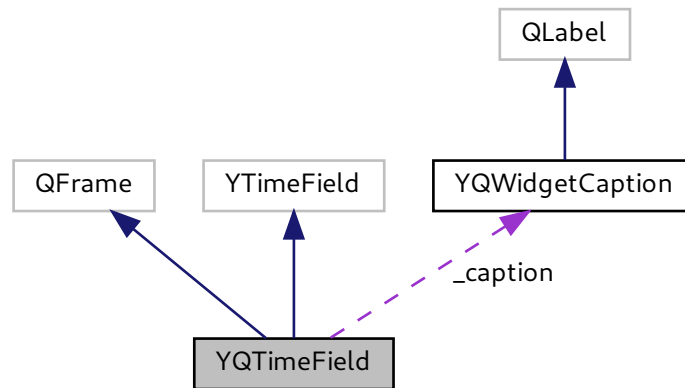 QLabel
QFrame
YTimeField
YQWidgetCaption
_caption
YQTimeField